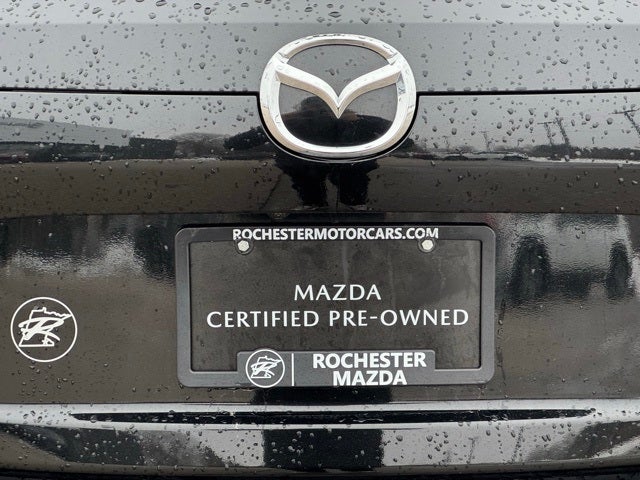 ROCHESTERMOTORCARS.COM
MAZDA
CERTIFIED PRE-OWNED
ROCHESTER
MAZDA